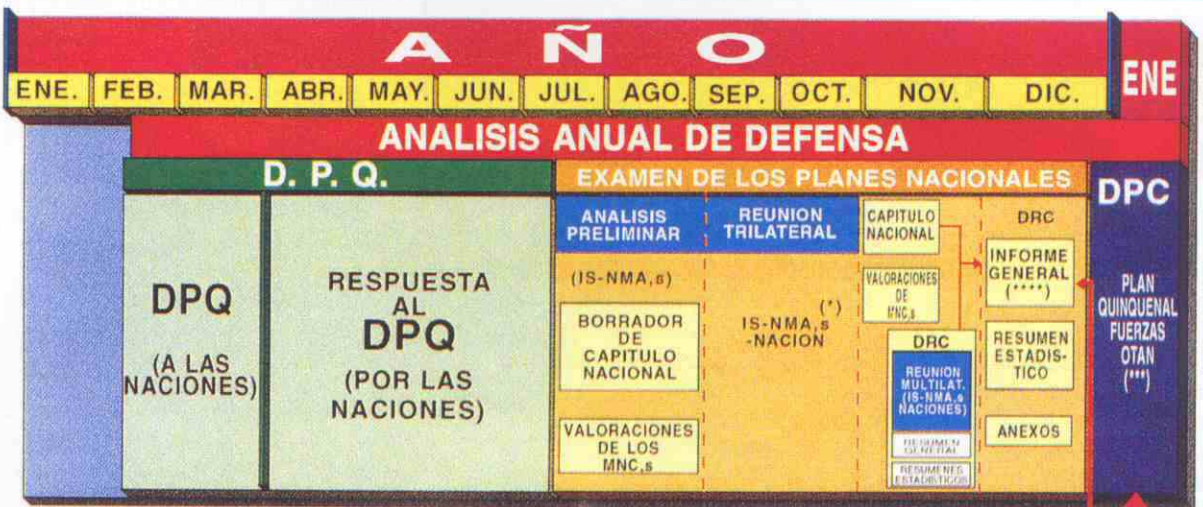 AÑO
ENE. FEB. MAR. ABR. MAY. JUN. JUL. AGO. SEP. OCT. NOV. DIC. ENE
ANALISIS ANUAL DE DEFENSA
D. P. Q.
DPQ
(A LAS
NACIONES)
RESPUESTA
AL
DPQ
(POR LAS
NACIONES)
EXAMEN DE LOS PLANES NACIONALES
ANALISIS
PRELIMINAR
(IS-NMA,s)
BORRADOR
DE
CAPITULO
NACIONAL
VALORACIONES
DE LOS
MNC,s
REUNION
TRILATERAL
(*)
IS-NMA,s
-NACION
CAPITULO
NACIONAL
VALORACIONES
DE
MNC,s
DRC
REUNION
MULTILAT.
(IS-NMA,s
NACIONES)
RESUMEN
GENERAL
RESUMENES
ESTADISTICOS
DRC
INFORME
GENERAL
(****)
RESUMEN
ESTADIS-
TICO
ANEXOS
DPC
PLAN
QUINQUENAL
FUERZAS
OTAN
(***)